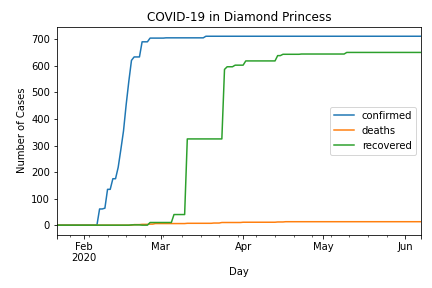 COVID-19 in Diamond Princess
Number of Cases
700
600
500
400
300
200
100
0
confirmed
deaths
recovered
Feb
2020
Mar
Apr
May
Jun
Day